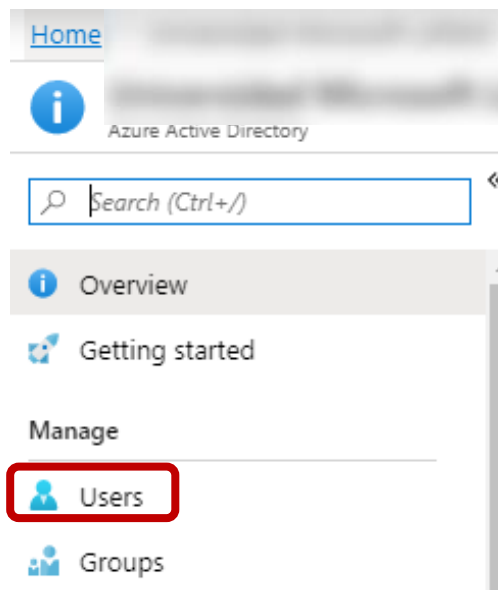 Home
Azure Active Directory
Search (Ctrl+/)
Overview
Getting started
Manage
Users
Groups